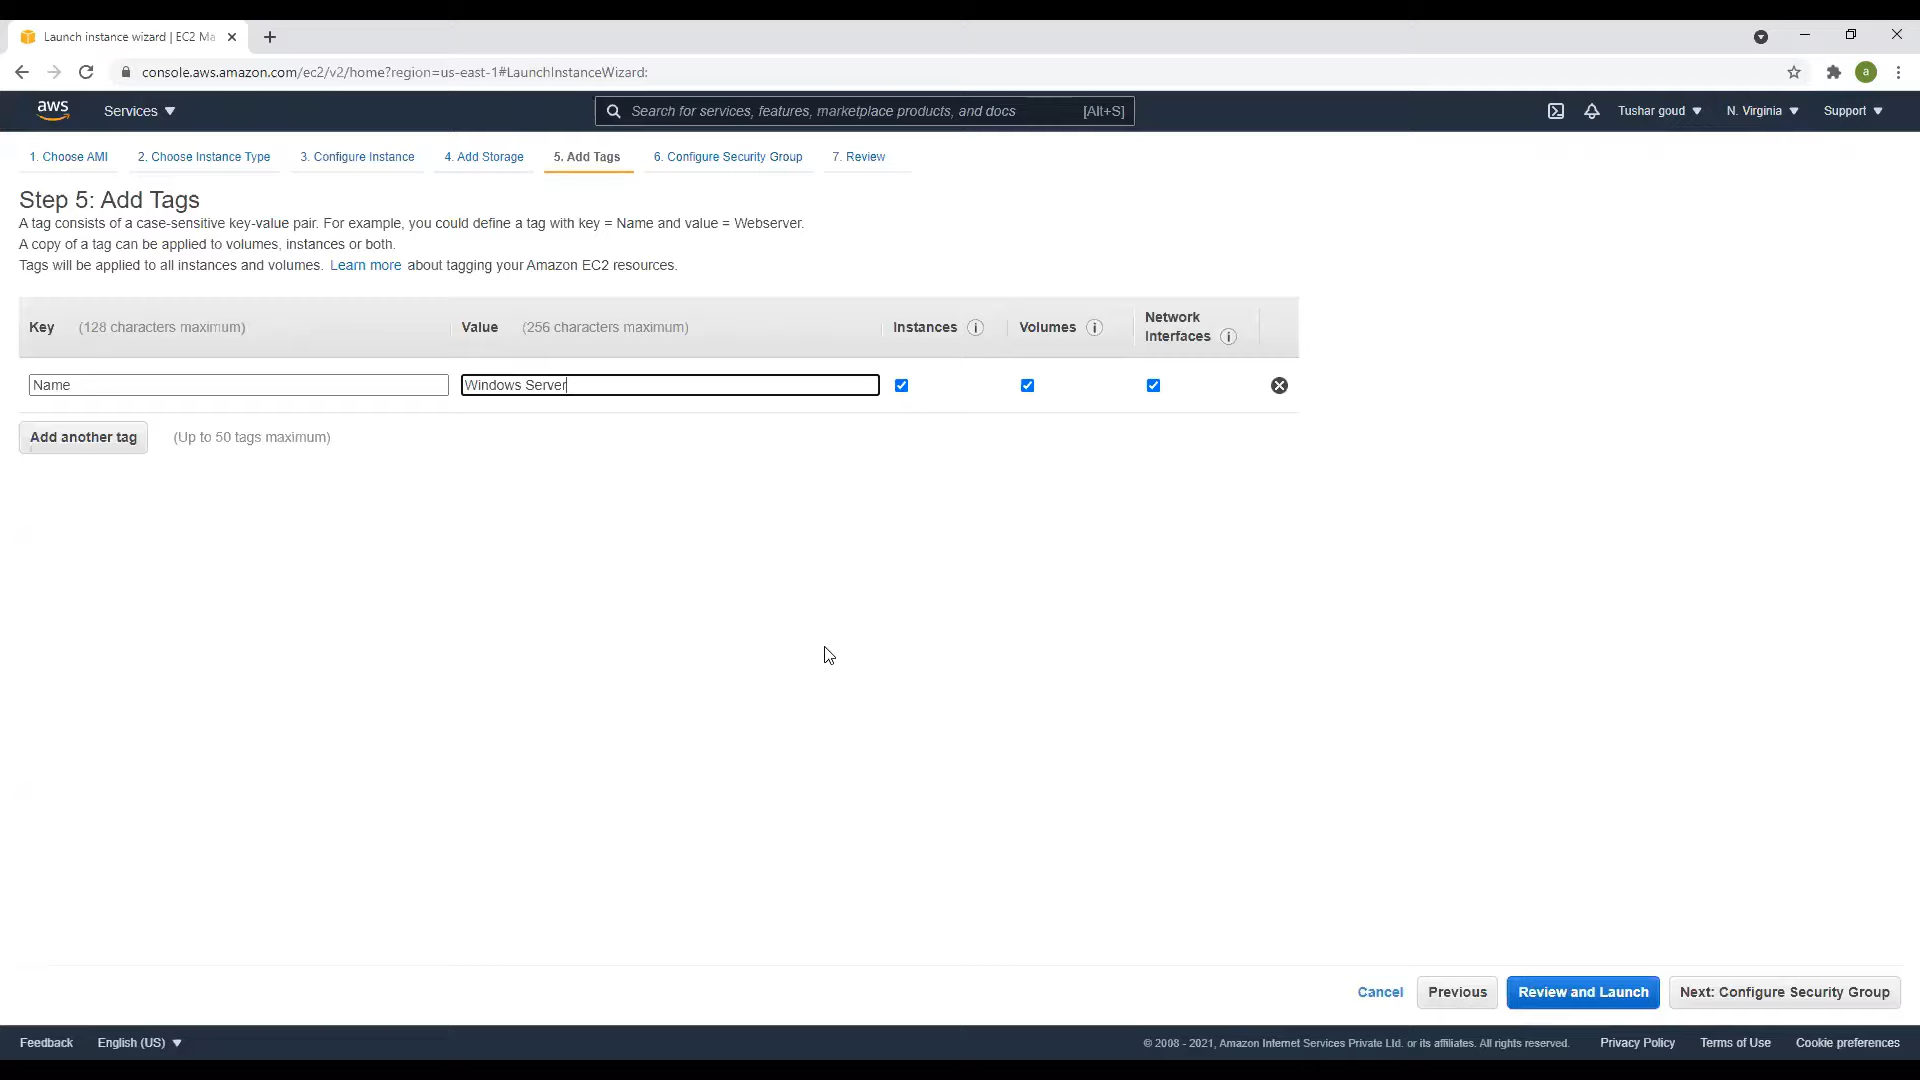 Launch instance wizard | EC2 Ma
console.aws.amazon.com/ec2/v2/home?region=us-east-1#LaunchInstanceWizard:
a
aws
Services
Search for services, features, marketplace products, and docs [Alt+S]
Tushar goud
N. Virginia
Support
1. Choose AMI 2. Choose Instance Type 3. Configure Instance 4. Add Storage 5. Add Tags 6. Configure Security Group 7. Review
Step 5: Add Tags
A tag consists of a case-sensitive key-value pair. For example, you could define a tag with key = Name and value = Webserver.
A copy of a tag can be applied to volumes, instances or both.
Tags will be applied to all instances and volumes. Learn more about tagging your Amazon EC2 resources.
Key (128 characters maximum) Value (256 characters maximum) Instances i Volumes i Network Interfaces i
Name Windows Server
Add another tag (Up to 50 tags maximum)
Cancel Previous Review and Launch Next: Configure Security Group
Feedback English (US) © 2008 - 2021, Amazon Internet Services Private Ltd. or its affiliates. All rights reserved. Privacy Policy Terms of Use Cookie preferences